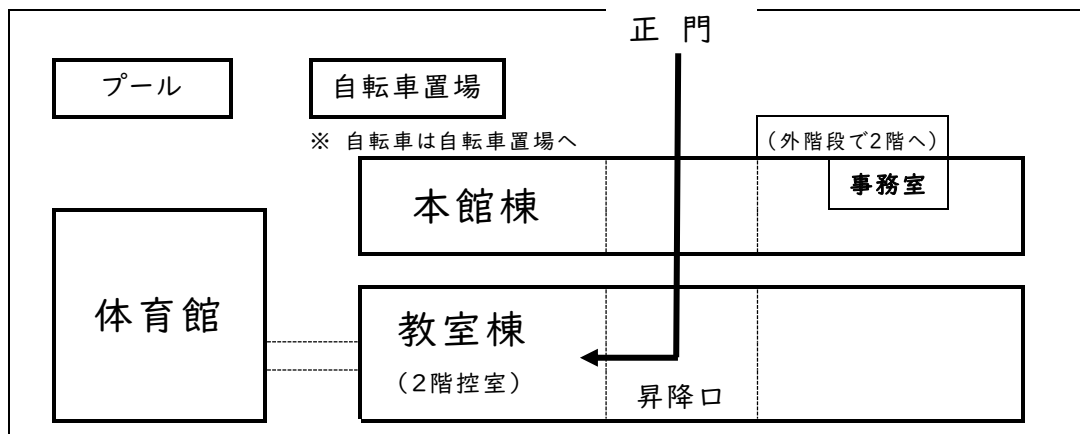 正 門
プール
自転車置場
※ 自転車は自転車置場へ
(外階段で2階へ)
事務室
本館棟
体育館
教室棟
(2階控室)
昇降口